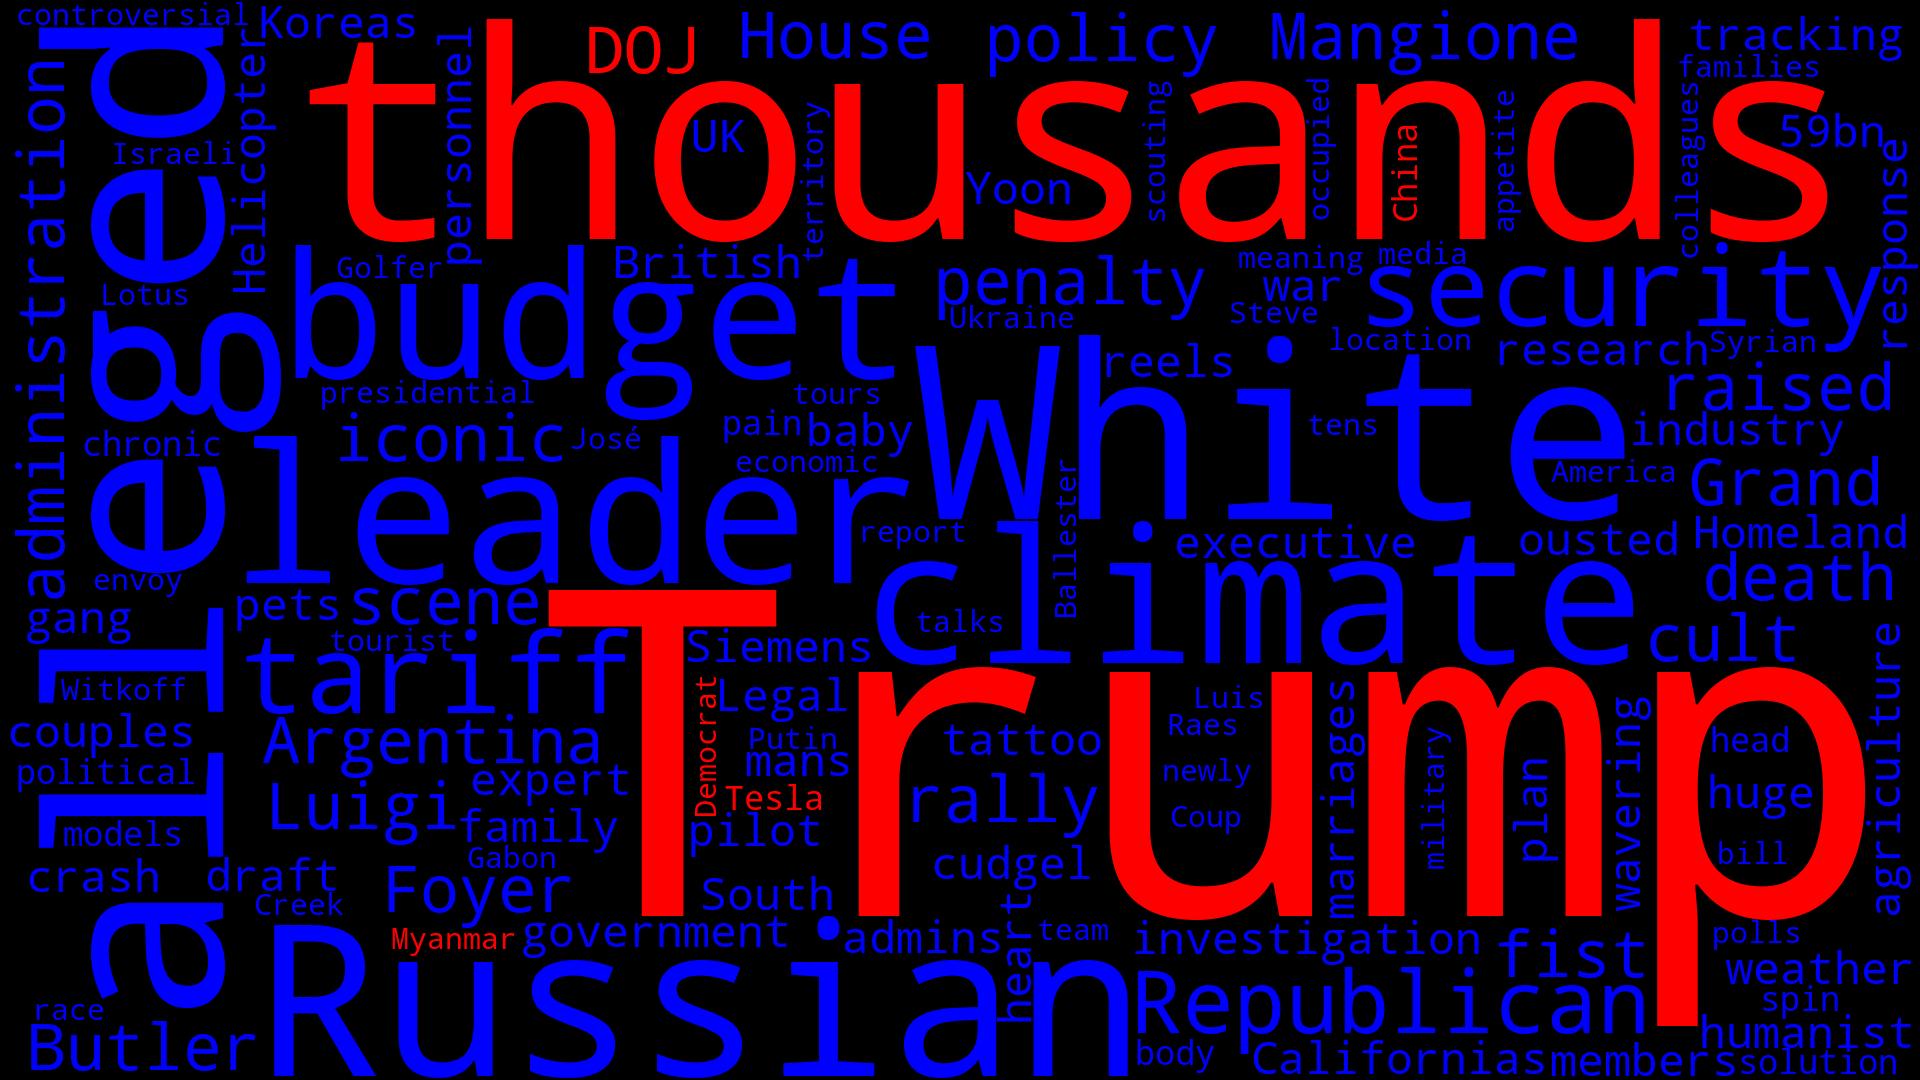 controversial
Koreas
thousands
DOJ
House
policy
Mangione
tracking
families
alleged
administration
Helicopter
personnel
Israeli
UK
territory
Yoon
scouting
occupied
China
appetite
colleagues
59bn
response
Golfer
British
Lotus
budget
penalty
meaning
media
war
security
Ukraine
Steve
location
research
Syrian
reels
White
raised
presidential
tours
chronic
iconic
José
pain
baby
economic
tens
industry
America
Grand
leader
report
Ballester
executive
ousted
Homeland
envoy
climate
death
gang
pets
scene
talks
cult
tourist
tariff
Siemens
Trump
agriculture
Witkoff
Legal
Democrat
Luis
Raes
marriages
couples
Argentina
Putin
mans
tattoo
military
wavering
head
political
expert
newly
plan
huge
Luigi
Tesla
rally
Coup
models
family
pilot
bill
Gabon
crash
draft
Foyer
cudgel
Creek
South
heart
Myanmar
government
admins
team
investigation
fist
polls
weather
Russian
Republican
race
spin
Butler
humanist
body
Californias
members
solution